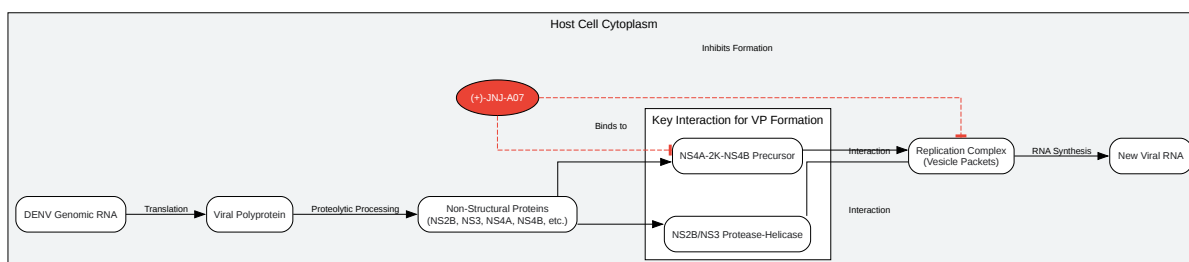 Host Cell Cytoplasm
Inhibits Formation
(+)-JNJ-A07
Binds to
Key Interaction for VP Formation
NS4A-2K-NS4B Precursor
Interaction
Replication Complex
(Vesicle Packets)
RNA Synthesis
New Viral RNA
DENV Genomic RNA
Translation
Viral Polyprotein
Proteolytic Processing
Non-Structural Proteins
(NS2B, NS3, NS4A, NS4B, etc.)
NS2B/NS3 Protease-Helicase
Interaction